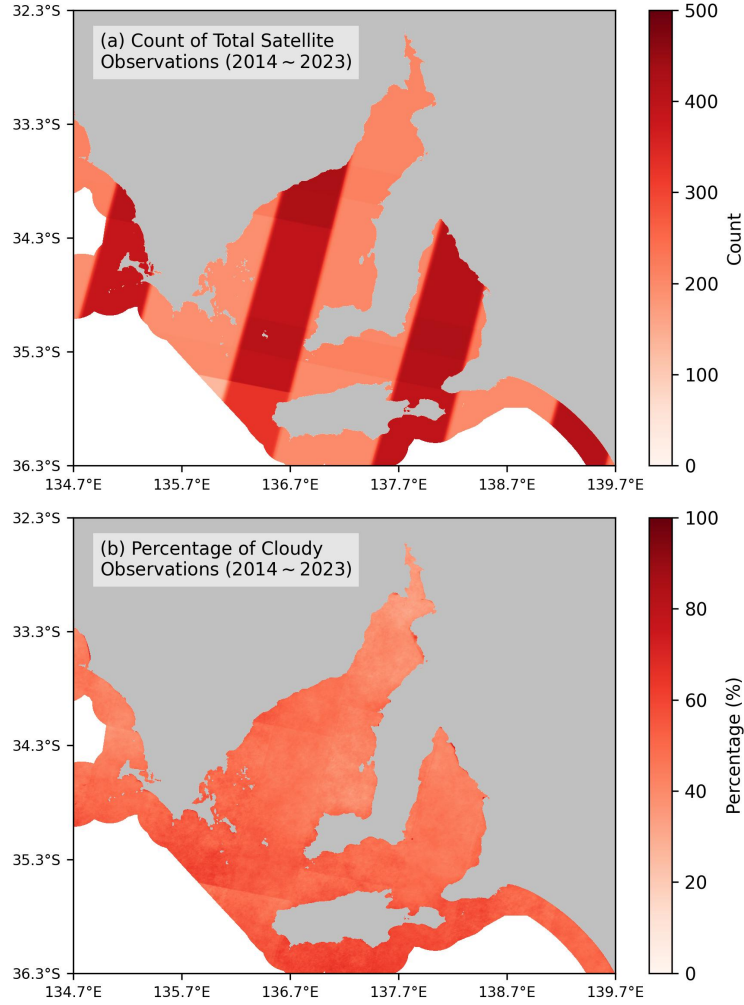 32.3°S
33.3°S
34.3°S
35.3°S
36.3°S
(a) Count of Total Satellite
Observations (2014 ~ 2023)
134.7°E 135.7°E 136.7°E 137.7°E 138.7°E 139.7°E
500
400
300
200
100
0
Count
32.3°S
33.3°S
34.3°S
35.3°S
36.3°S
(b) Percentage of Cloudy
Observations (2014 ~ 2023)
134.7°E 135.7°E 136.7°E 137.7°E 138.7°E 139.7°E
100
80
60
40
20
0
Percentage (%)